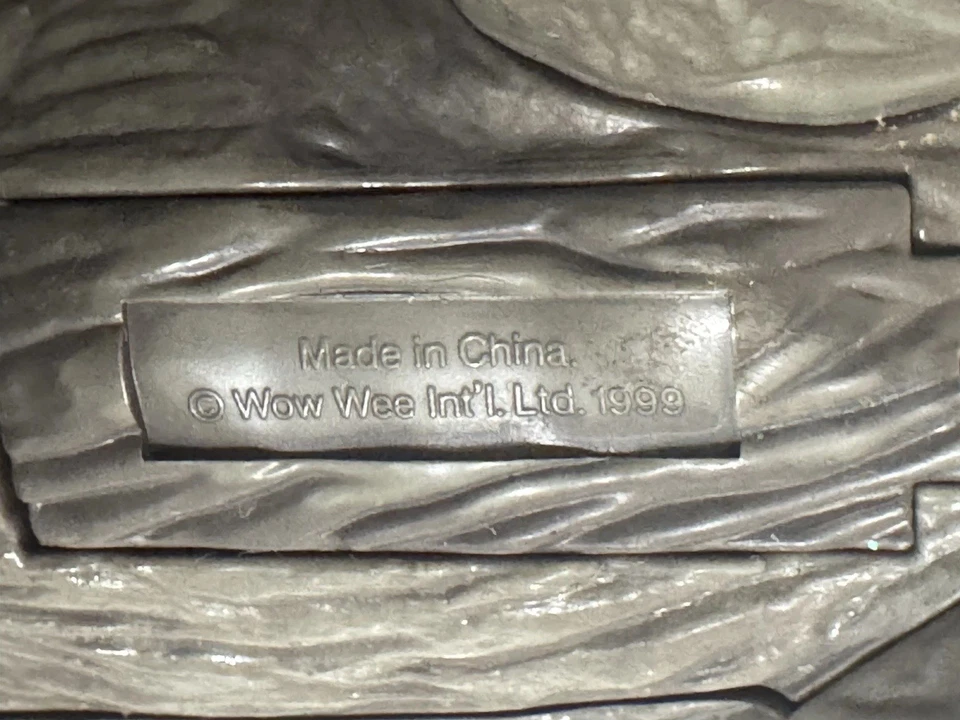 Made in China.
© Wow Wee Int'l. Ltd. 1999